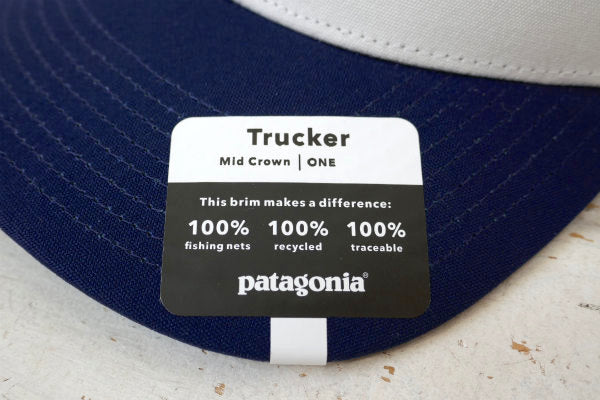 Trucker
Mid Crown | ONE
This brim makes a difference:
100% 100% 100%
fishing nets recycled traceable
patagonia®